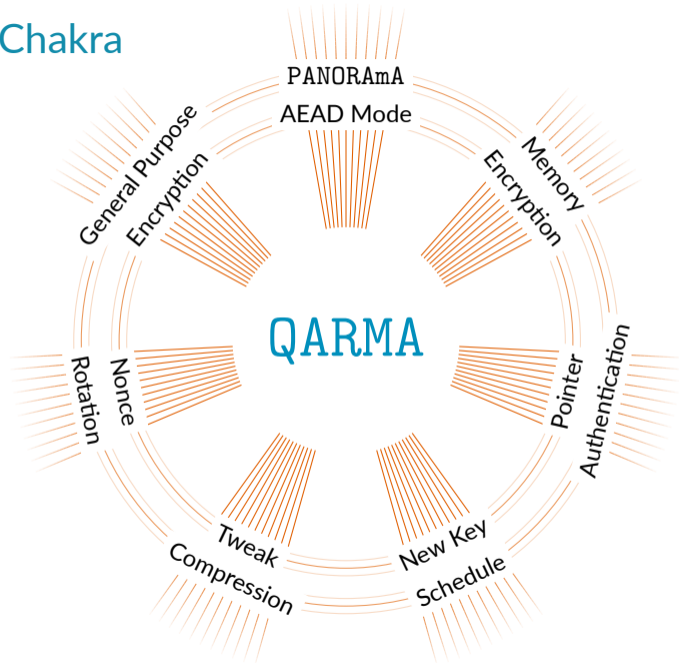 Chakra
PANORAmA
AEAD Mode
Memory
Encryption
Pointer
Authentication
New Key
Schedule
Tweak
Compression
Nonce
Rotation
General Purpose
Encryption
QARMA